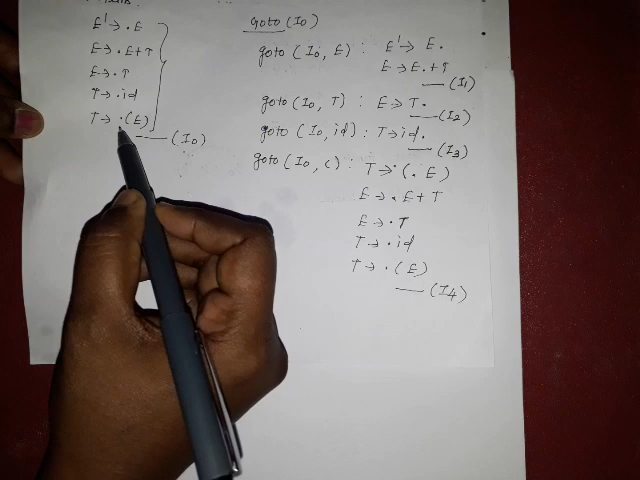 E' → . E
E → . E + T
E → . T
T → . id
T → . (E)
—— (I0)
Goto (I0)
goto (I0, E) : E' → E .
E → E . + T
—— (I1)
goto (I0, T) : E → T .
—— (I2)
goto (I0, id) : T → id .
—— (I3)
goto (I0, ( ) : T → (. E)
E → . E + T
E → . T
T → . id
T → . (E)
—— (I4)